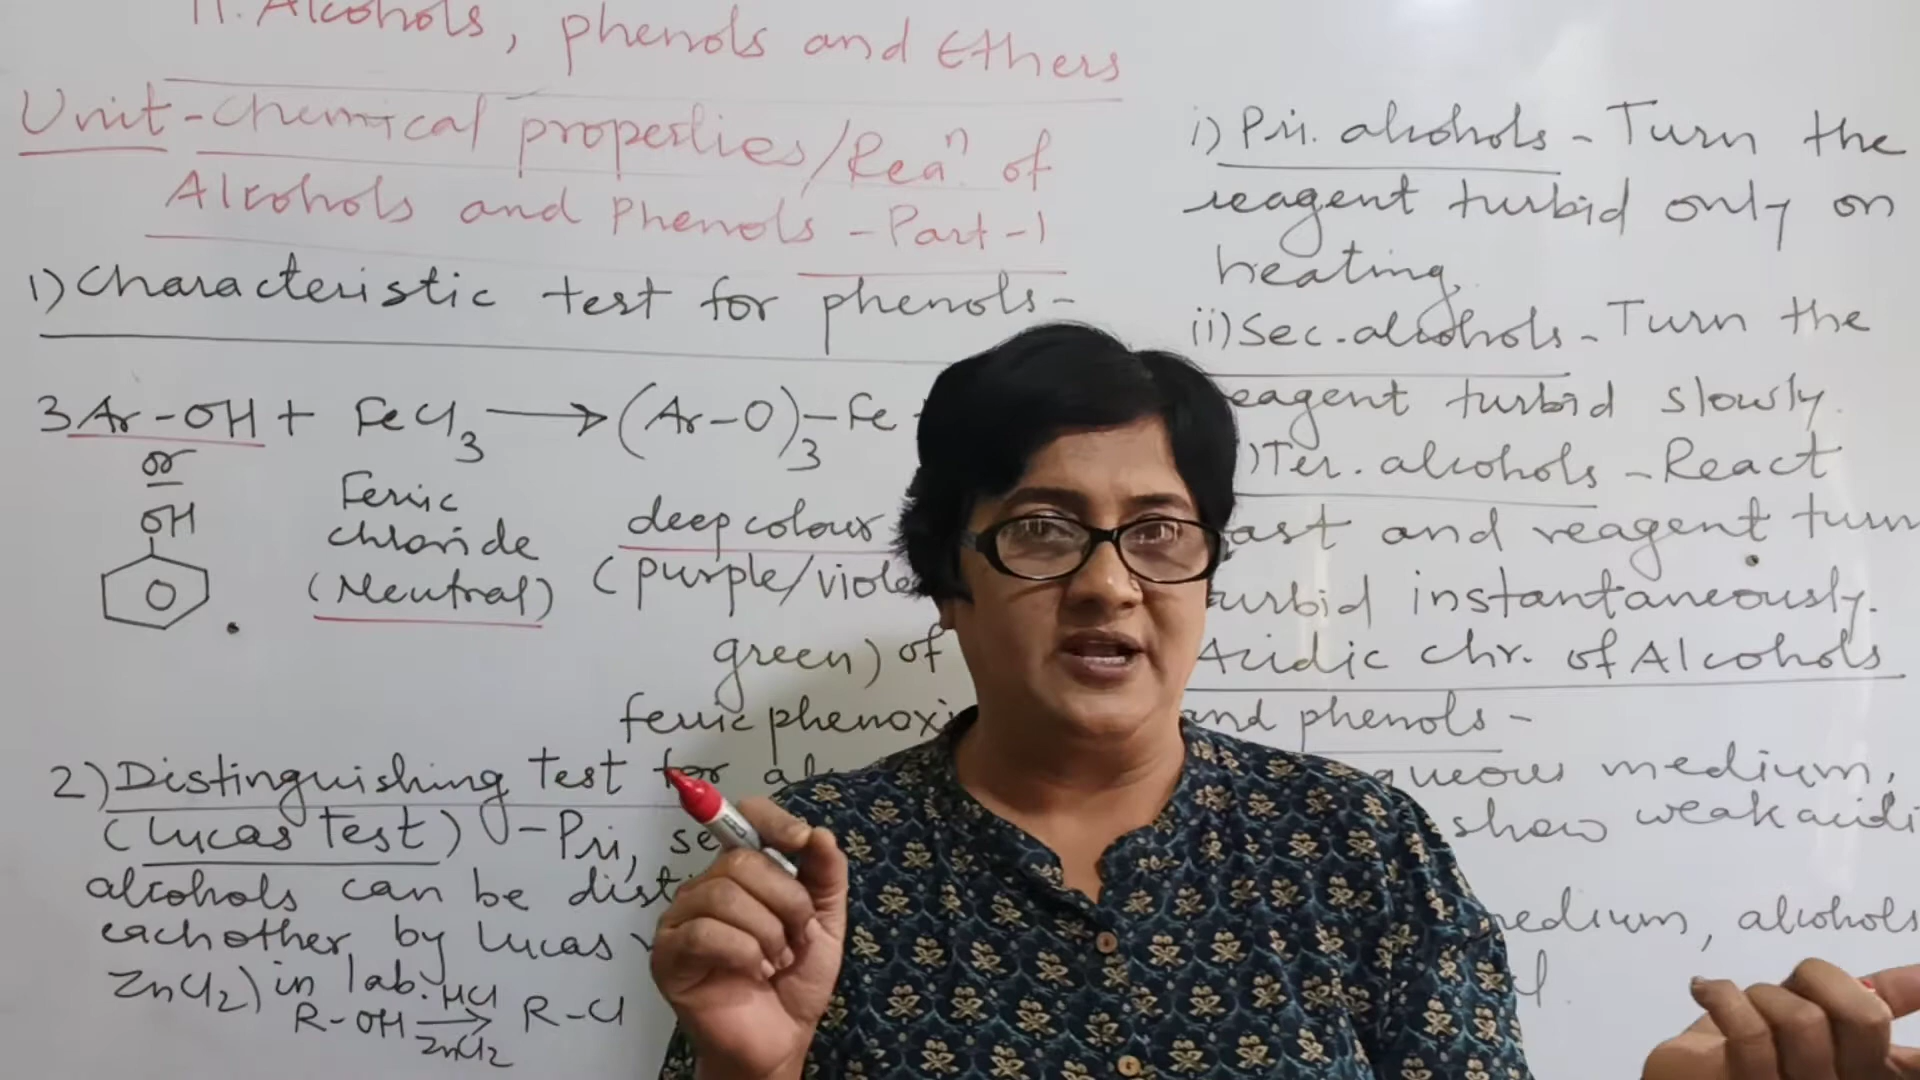 11. Alcohols, phenols and Ethers
Unit-Chemical properties/Reaⁿ. of
Alcohols and Phenols -Part-1
1) Characteristic test for phenols-
3Ar-OH + FeCl₃ → (Ar-O)₃-Fe
or
OH
Ferric
chloride
(Neutral)
deep colour
(purple/viole
green) of
ferric phenoxi
2) Distinguishing test for al
(Lucas Test) -Pri, se
alcohols can be disti
eachother by Lucas
ZnCl₂) in lab.
R-OH HCl ZnCl₂ → R-Cl
i) Pri. alcohols - Turn the
reagent turbid only on
heating.
ii) Sec. alcohols - Turn the
eagent turbid slowly.
)Ter. alcohols - React
ast and reagent turn
urbid instantaneously.
Acidic chr. of Alcohols
and phenols -
queous medium,
show weak acidi
medium, alcohols